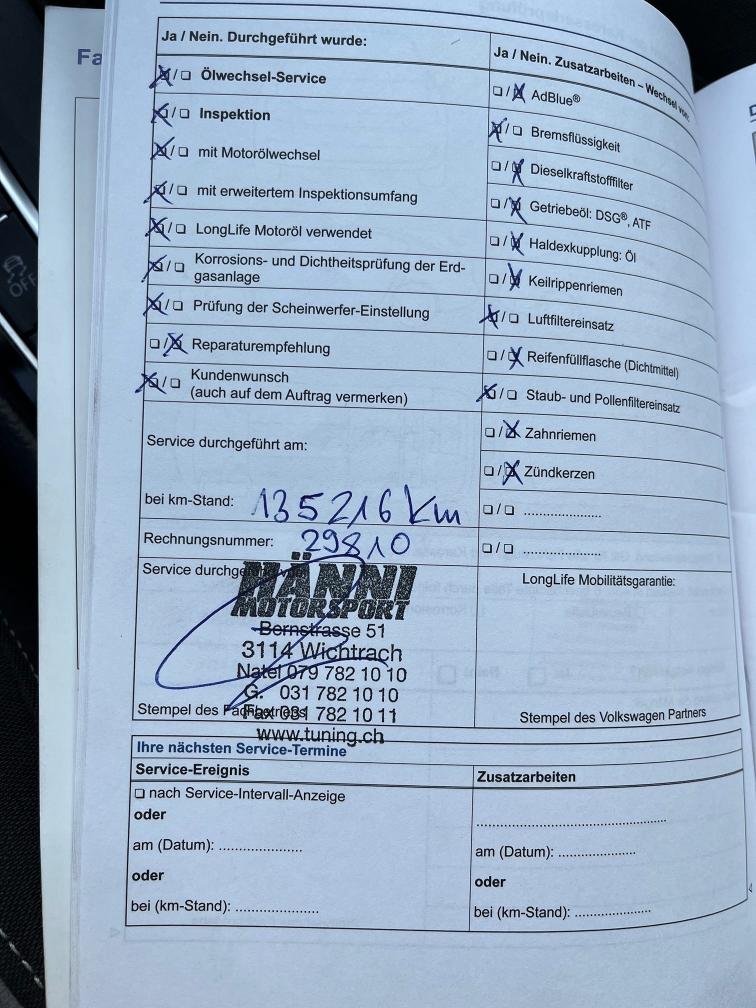 Fa
OFF
Ja / Nein. Durchgeführt wurde:
☒/☐ Ölwechsel-Service
☒/☐ Inspektion
☒/☐ mit Motorölwechsel
☒/☐ mit erweitertem Inspektionsumfang
☒/☐ LongLife Motoröl verwendet
☒/☐ Korrosions- und Dichtheitsprüfung der Erd-
gasanlage
☒/☐ Prüfung der Scheinwerfer-Einstellung
☐/☒ Reparaturempfehlung
☒/☐ Kundenwunsch
(auch auf dem Auftrag vermerken)
Service durchgeführt am:
bei km-Stand: 135216 km
Rechnungsnummer: 29810
Service durchge
HÄNNI
MOTORSPORT
Bernstrasse 51
3114 Wichtrach
Natel 079 782 10 10
G. 031 782 10 10
Fax 031 782 10 11
www.tuning.ch
Stempel des Fachbetriebs
Ja / Nein. Zusatzarbeiten – Wechsel von:
☐/☒ AdBlue®
☒/☐ Bremsflüssigkeit
☐/☒ Dieselkraftstofffilter
☐/☒ Getriebeöl: DSG®, ATF
☐/☒ Haldexkupplung: Öl
☐/☒ Keilrippenriemen
☒/☐ Luftfiltereinsatz
☐/☒ Reifenfüllflasche (Dichtmittel)
☒/☐ Staub- und Pollenfiltereinsatz
☐/☒ Zahnriemen
☐/☒ Zündkerzen
☐/☐ ....................
☐/☐ ....................
LongLife Mobilitätsgarantie:
Stempel des Volkswagen Partners
Ihre nächsten Service-Termine
Service-Ereignis
☐ nach Service-Intervall-Anzeige
oder
am (Datum): .....................
oder
bei (km-Stand): .....................
Zusatzarbeiten
................................................
am (Datum): ...................
oder
bei (km-Stand): ...................